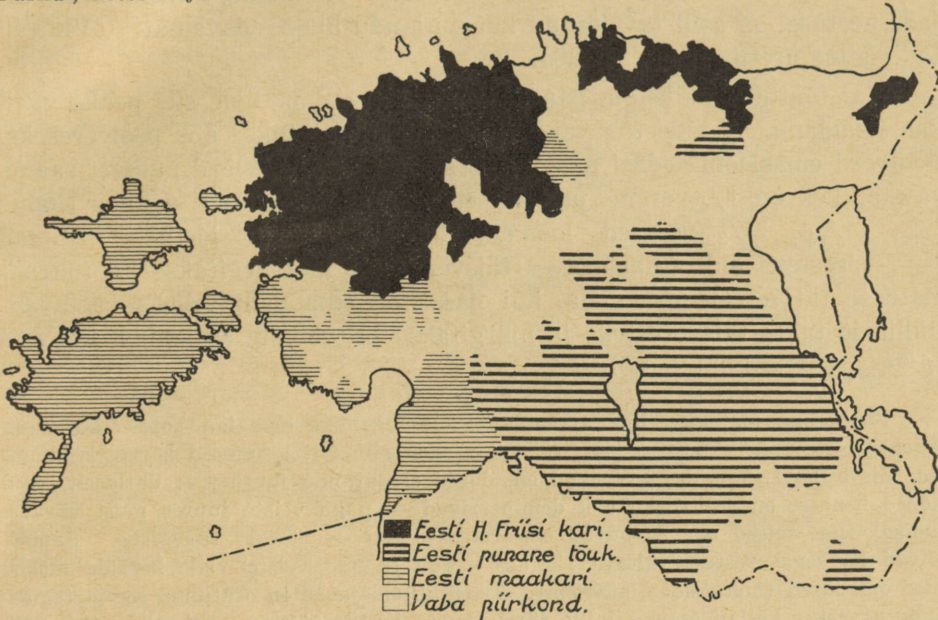 Eesti H. Friisi kari.
Eesti punane tõuk.
Eesti maakari.
Vaba piirkond.